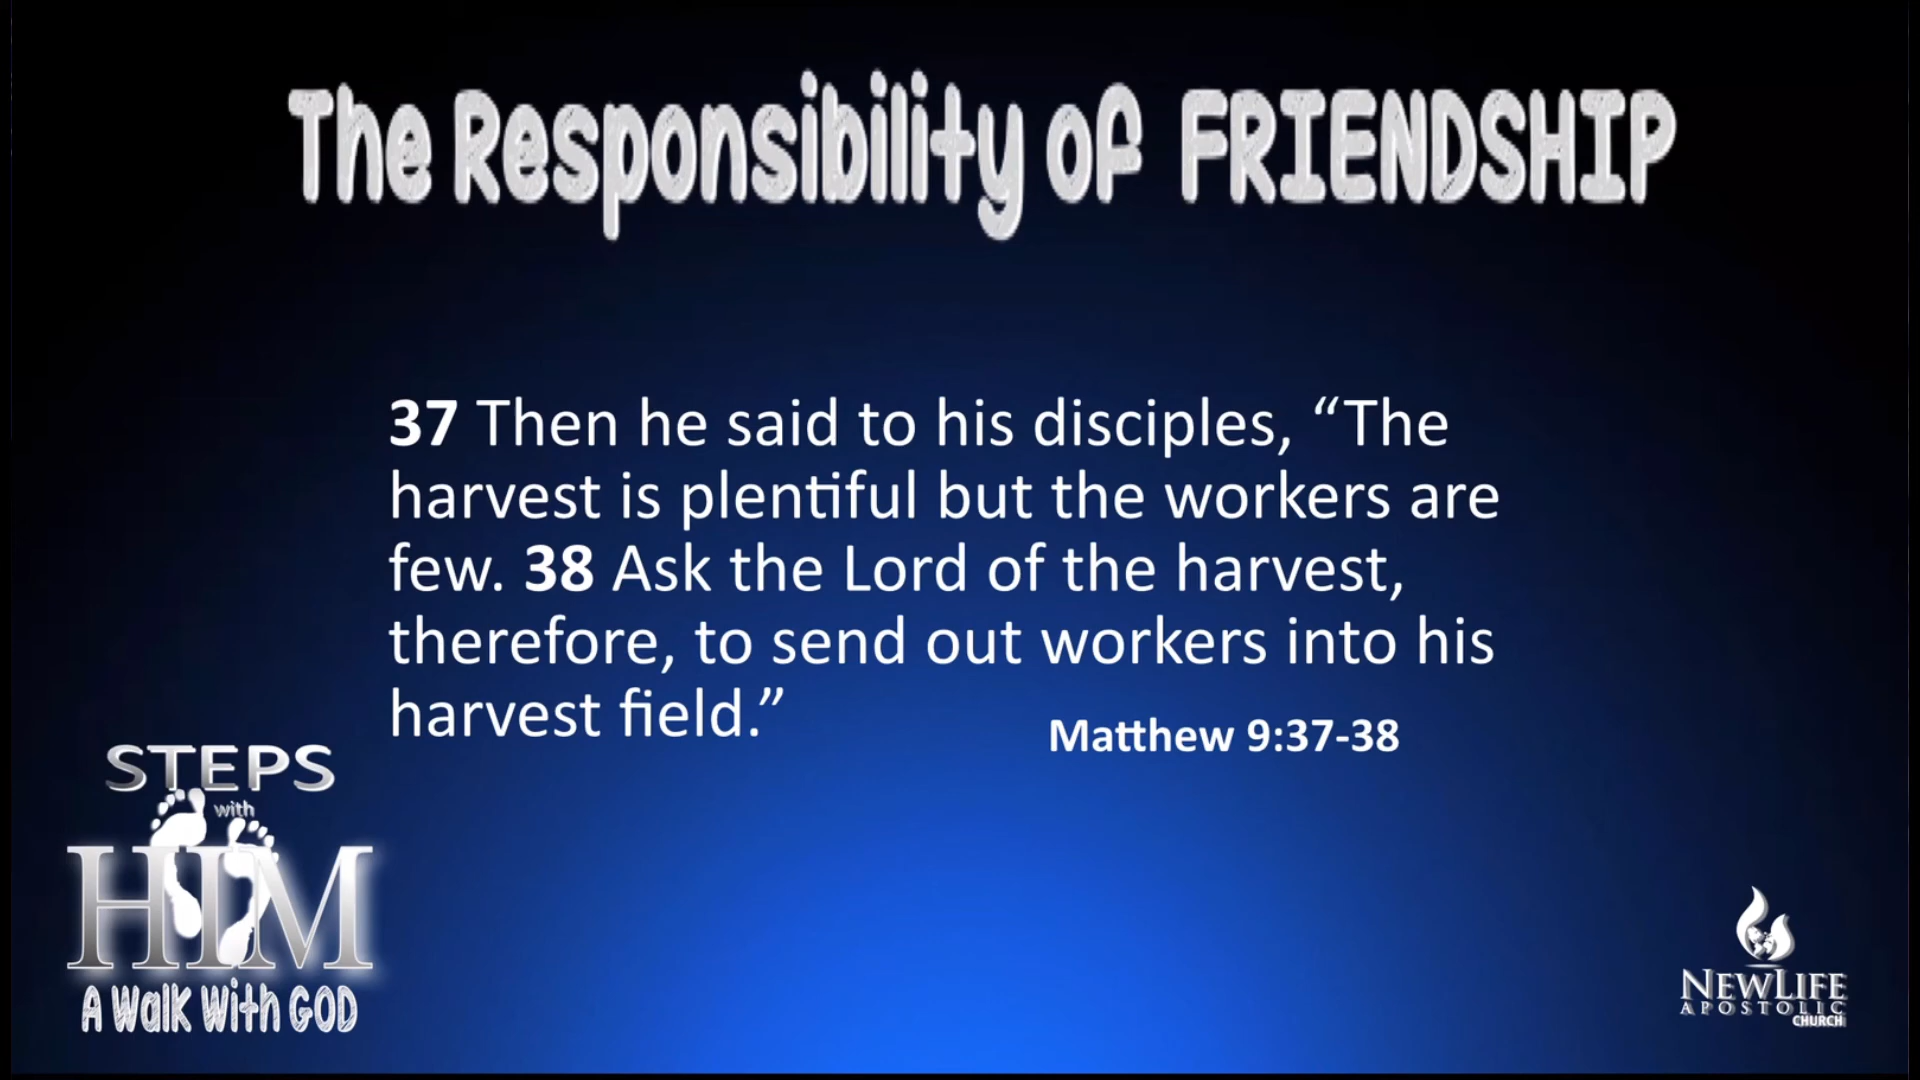 The Responsibility of FRIENDSHIP
37 Then he said to his disciples, “The
harvest is plentiful but the workers are
few. 38 Ask the Lord of the harvest,
therefore, to send out workers into his
harvest field.”
Matthew 9:37-38
STEPS
with
HIM
A Walk With GOD
NEWLIFE
APOSTOLIC
CHURCH